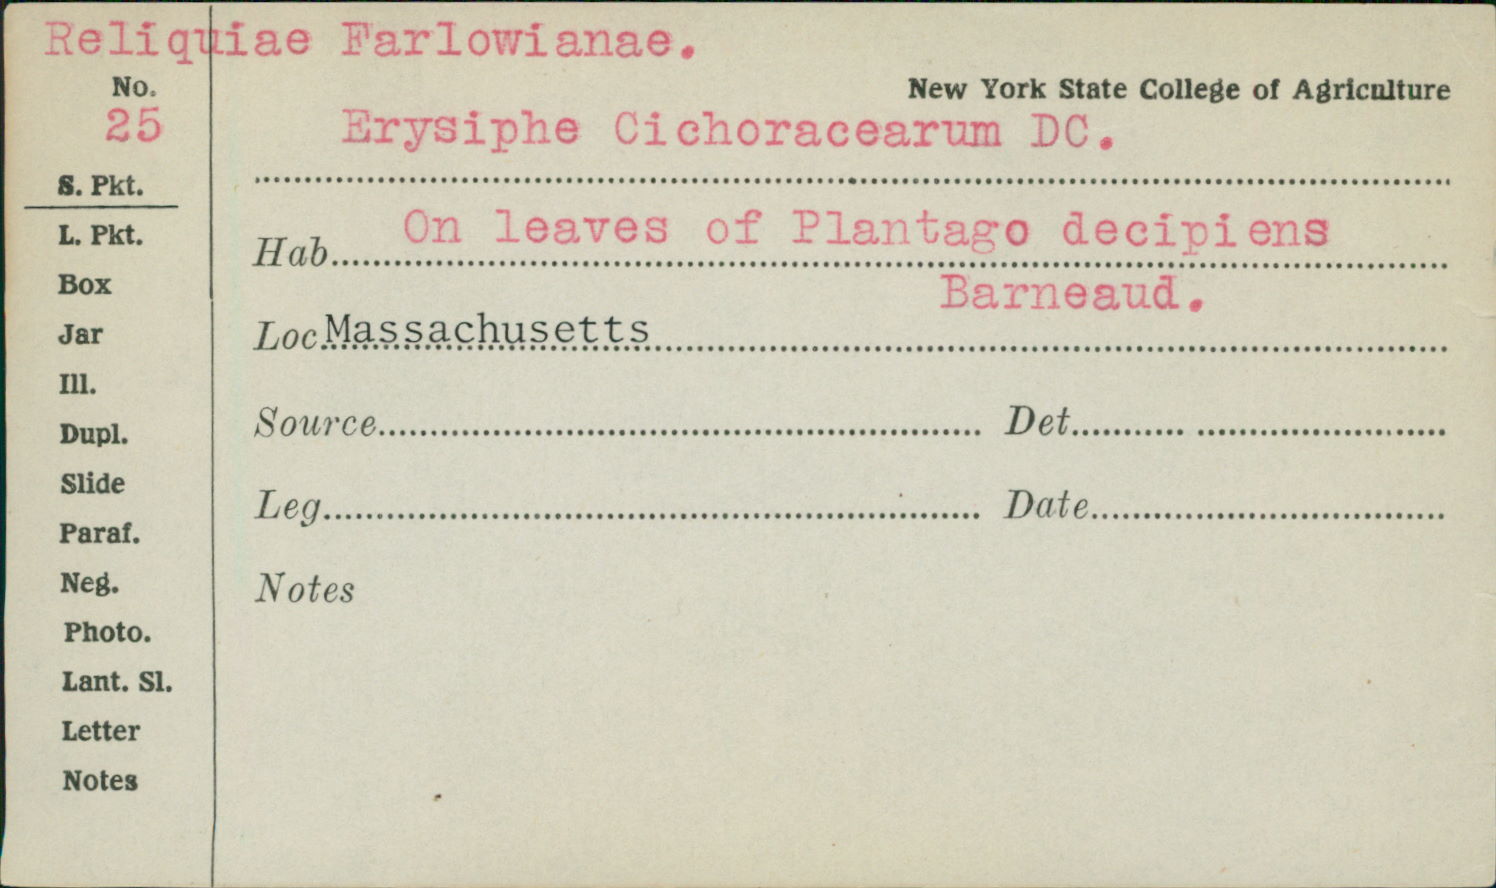 Reliquiae Farlowianae.
No.
New York State College of Agriculture
25
Erysiphe Cichoracearum DC.
S. Pkt.
L. Pkt.
Box
Jar
Ill.
Dupl.
Slide
Paraf.
Neg.
Photo.
Lant. Sl.
Letter
Notes
Hab. On leaves of Plantago decipiens
Barneaud.
Loc Massachusetts
Source
Det.
Leg.
Date
Notes